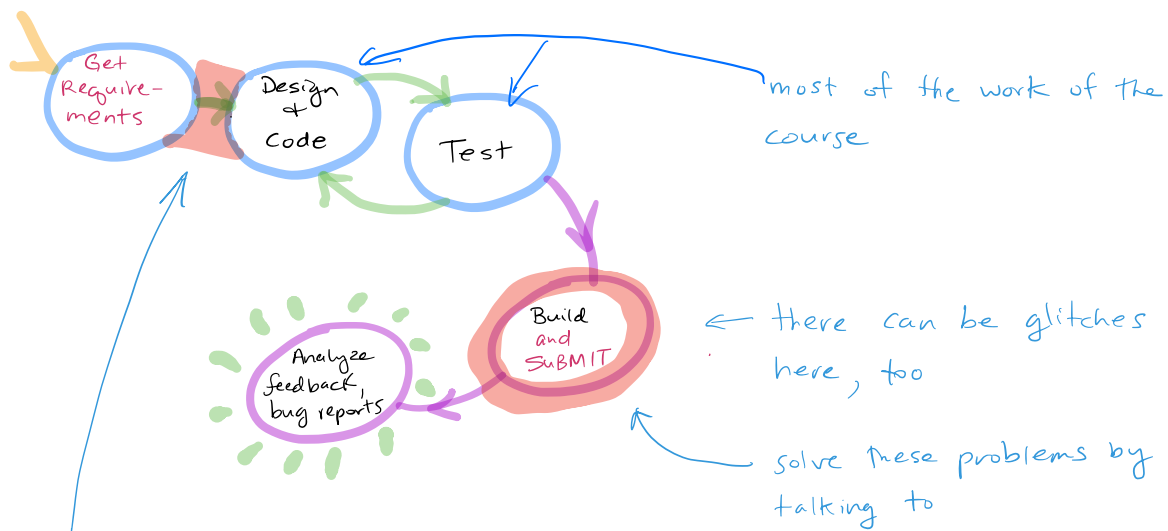 Get
Require-
ments
Design
+
Code
Test
most of the work of the
course
Build
and
SUBMIT
Analyze
feedback,
bug reports
there can be glitches
here, too
solve these problems by
talking to